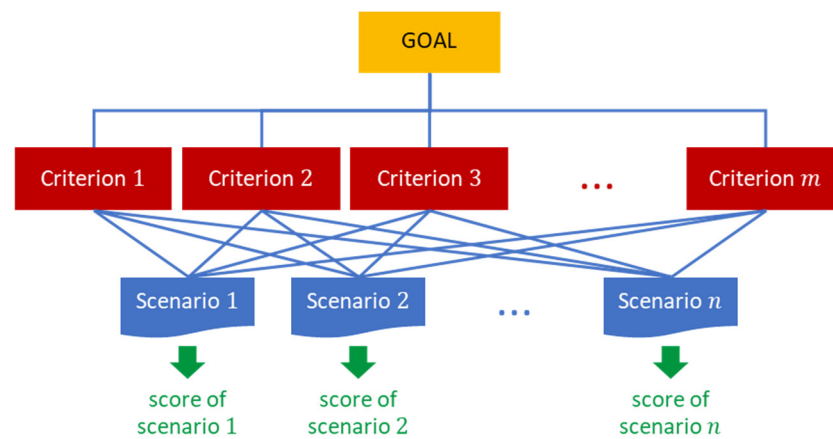 GOAL
Criterion 1
Criterion 2
Criterion 3
...
Criterion m
Scenario 1
Scenario 2
...
Scenario n
score of
scenario 1
score of
scenario 2
score of
scenario n